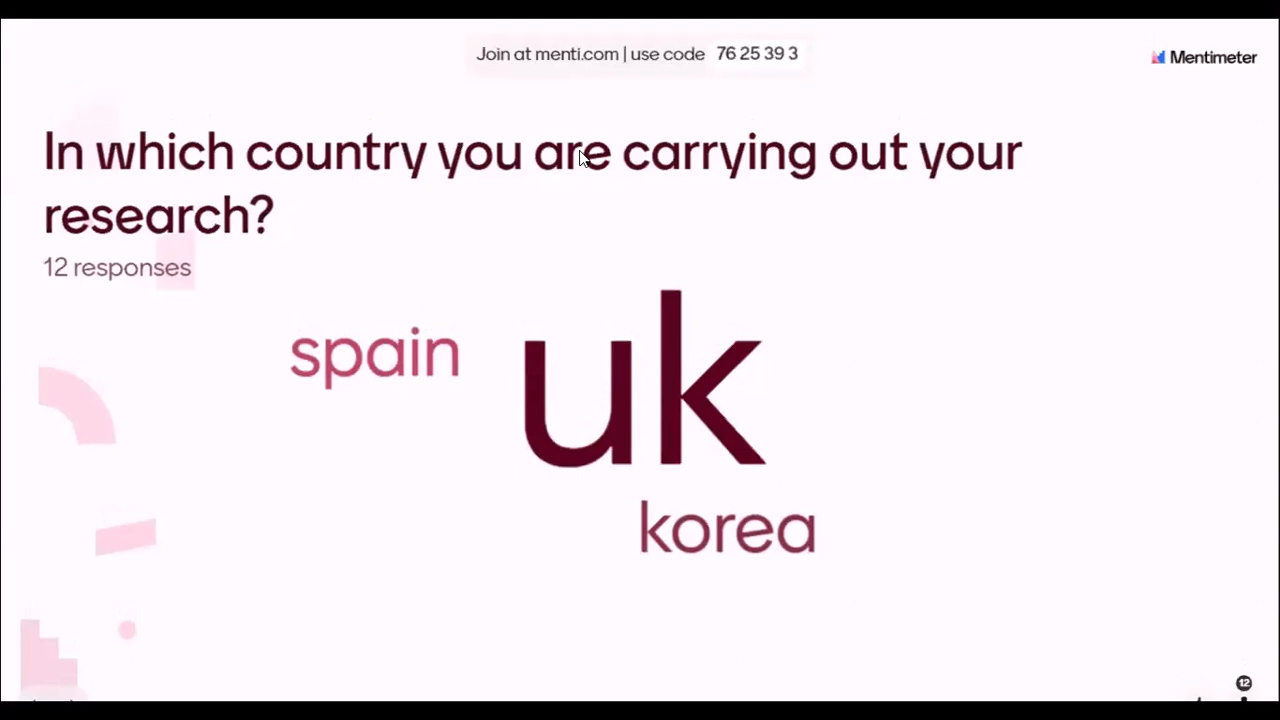 Join at menti.com | use code 76 25 39 3
Mentimeter
In which country you are carrying out your
research?
12 responses
spain
uk
korea
12